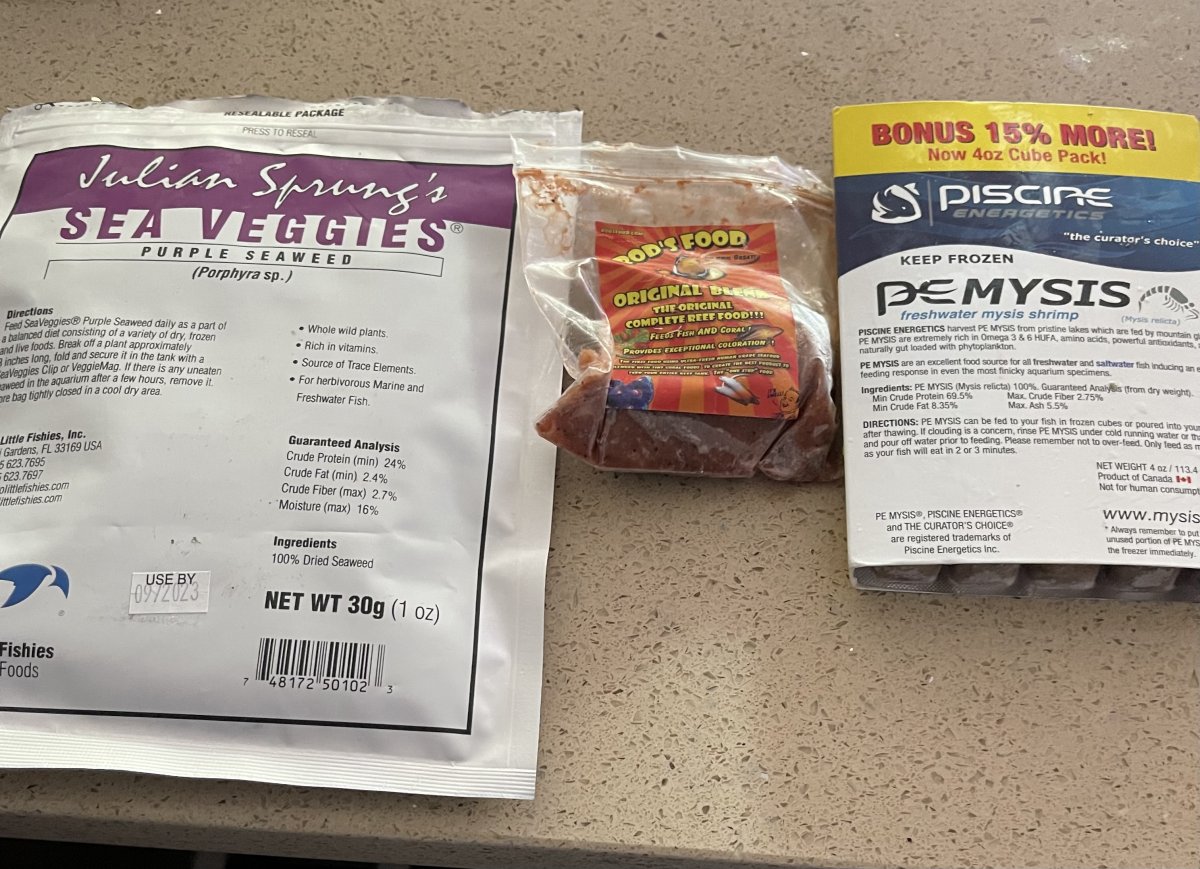 RESEALABLE PACKAGE
PRESS TO RESEAL
Julian Sprung's
SEA VEGGIES®
PURPLE SEAWEED
(Porphyra sp.)
Directions
Feed SeaVeggies® Purple Seaweed daily as a part of
a balanced diet consisting of a variety of dry, frozen
and live foods. Break off a plant approximately
inches long, fold and secure it in the tank with a
SeaVeggies Clip or VeggieMag. If there is any uneaten
seaweed in the aquarium after a few hours, remove it.
bag tightly closed in a cool dry area.
• Whole wild plants.
• Rich in vitamins.
• Source of Trace Elements.
• For herbivorous Marine and
Freshwater Fish.
Little Fishies, Inc.
Gardens, FL 33169 USA
623.7695
623.7697
olittlefishies.com
littlefishies.com
Guaranteed Analysis
Crude Protein (min) 24%
Crude Fat (min) 2.4%
Crude Fiber (max) 2.7%
Moisture (max) 16%
Ingredients
100% Dried Seaweed
USE BY
09/2023
NET WT 30g (1 oz)
Fishies
Foods
7 48172 50102 3
ROD'S FOOD
ORIGINAL BLEND
THE ORIGINAL
COMPLETE REEF FOOD!!!
FEEDS FISH AND CORAL!
PROVIDES EXCEPTIONAL COLORATION!
BONUS 15% MORE!
Now 4oz Cube Pack!
PISCINE
ENERGETICS
"the curator's choice"
KEEP FROZEN
PE MYSIS
freshwater mysis shrimp
(Mysis relicta)
PISCINE ENERGETICS harvest PE MYSIS from pristine lakes which are fed by mountain
PE MYSIS are extremely rich in Omega 3 & 6 HUFA, amino acids, powerful antioxidants,
naturally gut loaded with phytoplankton.
PE MYSIS are an excellent food source for all freshwater and saltwater fish inducing an
feeding response in even the most finicky aquarium specimens.
Ingredients: PE MYSIS (Mysis relicta) 100%. Guaranteed Analysis (from dry weight).
Min Crude Protein 69.5% Max. Crude Fiber 2.75%
Min Crude Fat 8.35% Max. Ash 5.5%
DIRECTIONS: PE MYSIS can be fed to your fish in frozen cubes or poured into your
after thawing. If clouding is a concern, rinse PE MYSIS under cold running water or
and pour off water prior to feeding. Please remember not to over-feed. Only feed as
as your fish will eat in 2 or 3 minutes.
NET WEIGHT 4 oz / 113.4
Product of Canada
Not for human
PE MYSIS®, PISCINE ENERGETICS®
and THE CURATOR'S CHOICE®
are registered trademarks of
Piscine Energetics Inc.
www.mysis
* Always remember to put
unused portion of PE MYS
the freezer immediately.